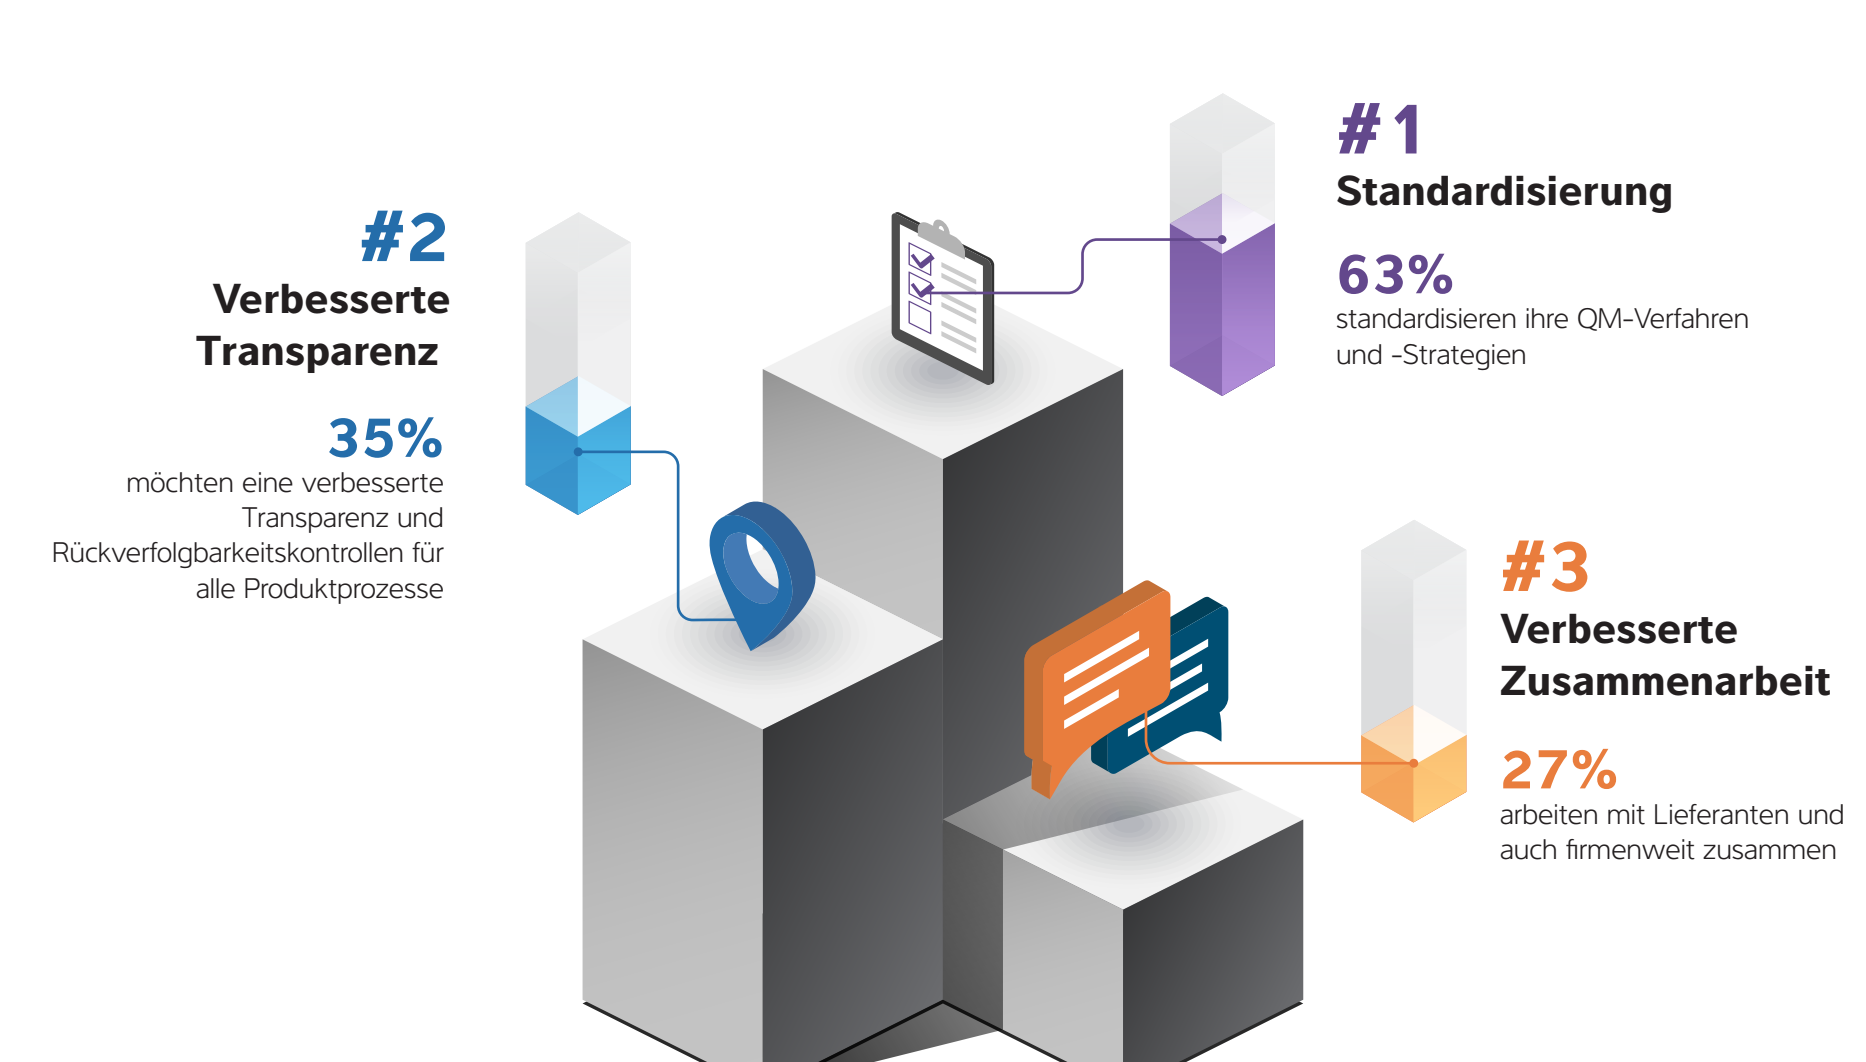 #1
Standardisierung
63%
standardisieren ihre QM-Verfahren
und -Strategien
#2
Verbesserte
Transparenz
35%
möchten eine verbesserte
Transparenz und
Rückverfolgbarkeitskontrollen für
alle Produktprozesse
#3
Verbesserte
Zusammenarbeit
27%
arbeiten mit Lieferanten und
auch firmenweit zusammen